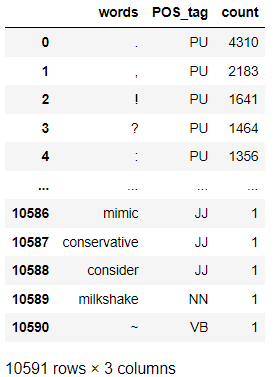 words POS_tag count
0 . PU 4310
1 , PU 2183
2 ! PU 1641
3 ? PU 1464
4 : PU 1356
... ... ... ...
10586 mimic JJ 1
10587 conservative JJ 1
10588 consider JJ 1
10589 milkshake NN 1
10590 ~ VB 1
10591 rows × 3 columns